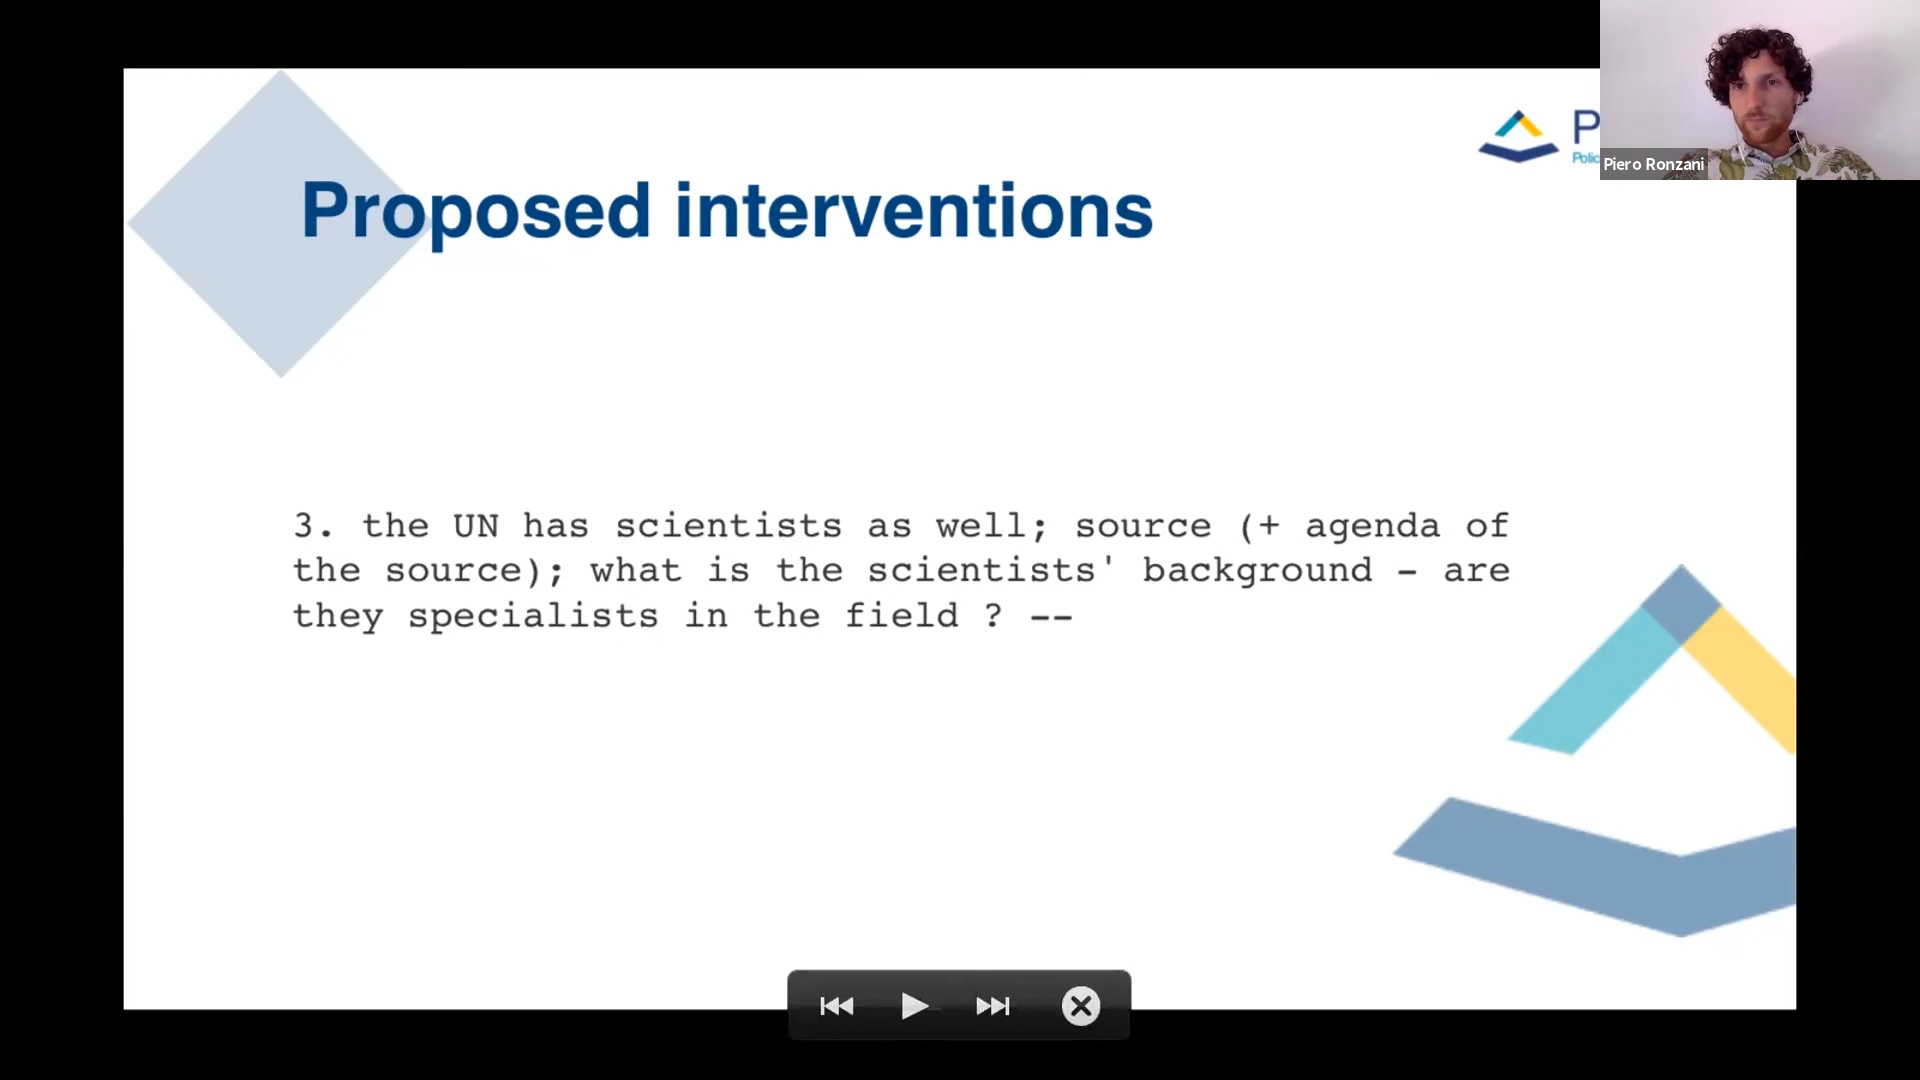 P
Polic
Piero Ronzani
Proposed interventions
3. the UN has scientists as well; source (+ agenda of
the source); what is the scientists' background - are
they specialists in the field ? --